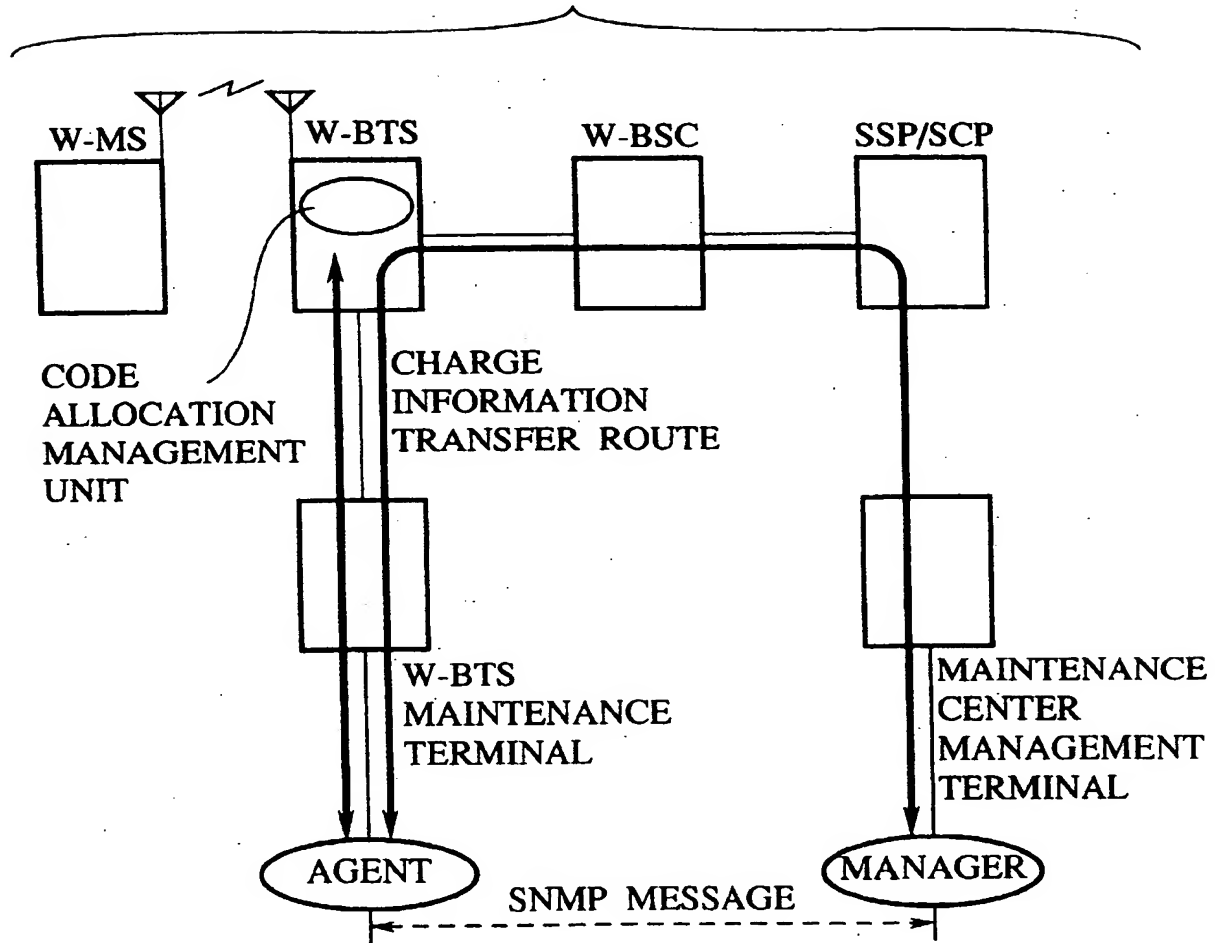 W-MS
W-BTS
W-BSC
SSP/SCP
CODE
ALLOCATION
MANAGEMENT
UNIT
CHARGE
INFORMATION
TRANSFER ROUTE
W-BTS
MAINTENANCE
TERMINAL
MAINTENANCE
CENTER
MANAGEMENT
TERMINAL
AGENT
MANAGER
SNMP MESSAGE